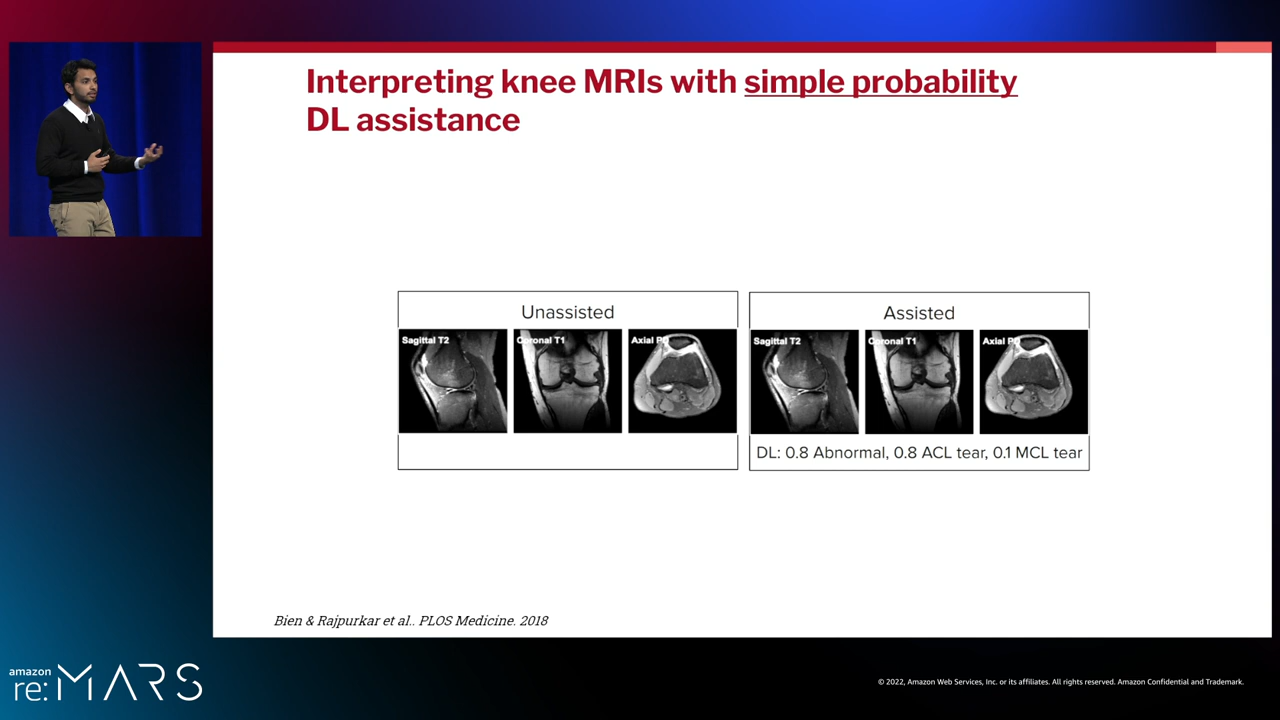 Interpreting knee MRIs with simple probability
DL assistance
Unassisted
Sagittal T2
Coronal T1
Axial PD
Assisted
Sagittal T2
Coronal T1
Axial PD
DL: 0.8 Abnormal, 0.8 ACL tear, 0.1 MCL tear
Bien & Rajpurkar et al.. PLOS Medicine. 2018
amazon
re:MARS
© 2022, Amazon Web Services, Inc. or its affiliates. All rights reserved. Amazon Confidential and Trademark.